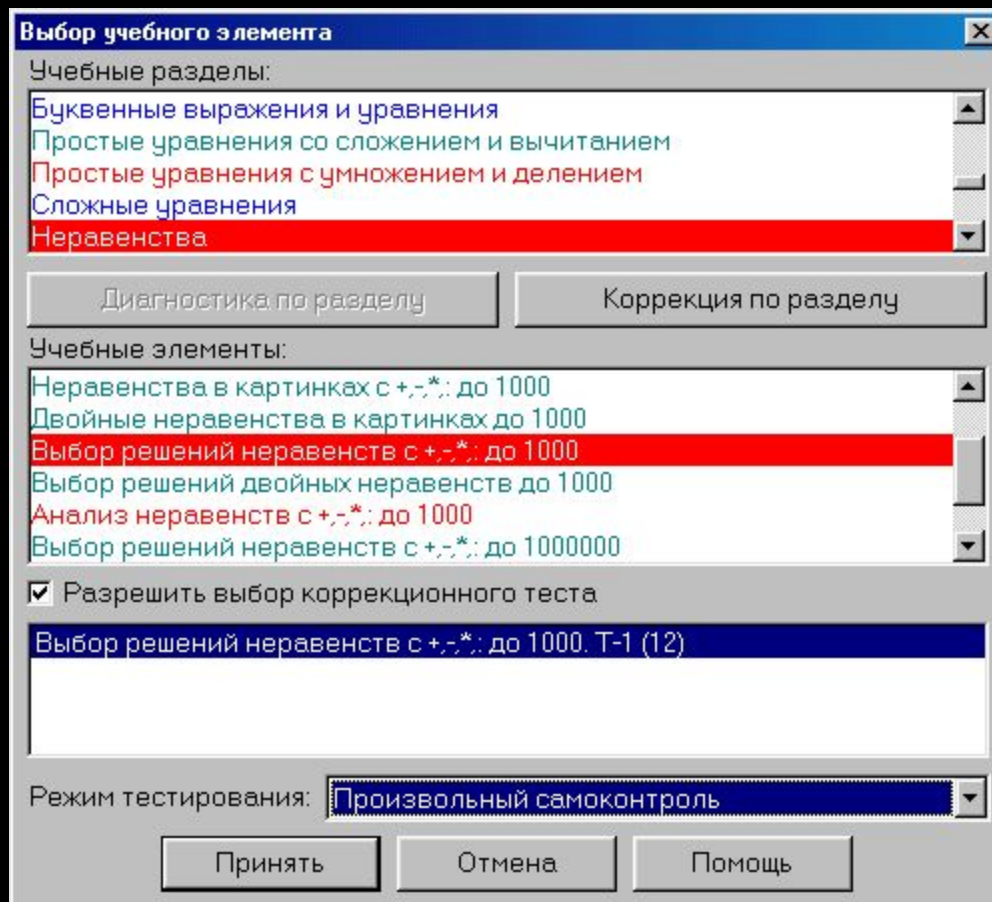 Выбор учебного элемента
Учебные разделы:
Буквенные выражения и уравнения
Простые уравнения со сложением и вычитанием
Простые уравнения с умножением и делением
Сложные уравнения
Неравенства
Диагностика по разделу
Коррекция по разделу
Учебные элементы:
Неравенства в картинках с +,-,*,: до 1000
Двойные неравенства в картинках до 1000
Выбор решений неравенств с +,-,*,: до 1000
Выбор решений двойных неравенств до 1000
Анализ неравенств с +,-,*,: до 1000
Выбор решений неравенств с +,-,*,: до 1000000
Разрешить выбор коррекционного теста
Выбор решений неравенств с +,-,*,: до 1000. Т-1 (12)
Режим тестирования: Произвольный самоконтроль
Принять
Отмена
Помощь